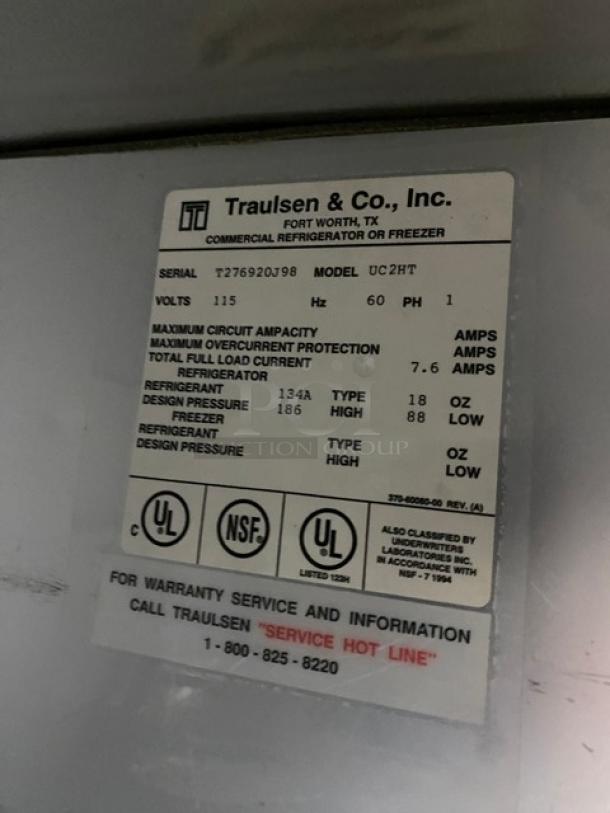 Traulsen & Co., Inc.
FORT WORTH, TX
COMMERCIAL REFRIGERATOR OR FREEZER
SERIAL T276920J98 MODEL UC2HT
VOLTS 115 Hz 60 PH 1
MAXIMUM CIRCUIT AMPACITY AMPS
MAXIMUM OVERCURRENT PROTECTION AMPS
TOTAL FULL LOAD CURRENT 7.6 AMPS
REFRIGERATOR
REFRIGERANT 134A TYPE 18 OZ
DESIGN PRESSURE 186 HIGH 88 LOW
FREEZER
REFRIGERANT TYPE OZ
DESIGN PRESSURE HIGH LOW
370-60060-00 REV. (A)
C UL
NSF.
UL
LISTED 123H
ALSO CLASSIFIED BY
UNDERWRITERS
LABORATORIES INC.
IN ACCORDANCE WITH
NSF - 7 1994
FOR WARRANTY SERVICE AND INFORMATION
CALL TRAULSEN "SERVICE HOT LINE"
1 - 800 - 825 - 8220
PCI
AUCTION GROUP